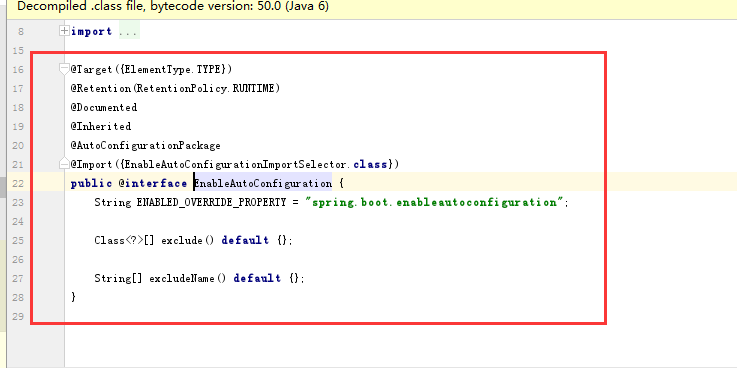 Decompiled .class file, bytecode version: 50.0 (Java 6)
8 import ...
15
16 @Target({ElementType.TYPE})
17 @Retention(RetentionPolicy.RUNTIME)
18 @Documented
19 @Inherited
20 @AutoConfigurationPackage
21 @Import({EnableAutoConfigurationImportSelector.class})
22 public @interface EnableAutoConfiguration {
23 String ENABLED_OVERRIDE_PROPERTY = "spring.boot.enableautoconfiguration";
24
25 Class<?>[] exclude() default {};
26
27 String[] excludeName() default {};
28 }
29